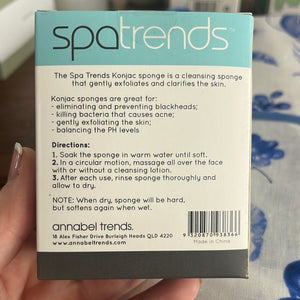 spatrends™
The Spa Trends Konjac sponge is a cleansing sponge
that gently exfoliates and clarifies the skin.
Konjac sponges are great for:
- eliminating and preventing blackheads;
- killing bacteria that causes acne;
- gently exfoliating the skin;
- balancing the PH levels
Directions:
1. Soak the sponge in warm water until soft.
2. In a circular motion, massage all over the face
with or without a cleansing lotion.
3. After each use, rinse sponge thoroughly and
allow to dry.
NOTE: When dry, sponge will be hard,
but softens again when wet.
annabel trends.
16 Alex Fisher Drive Burleigh Heads QLD 4220
www.annabeltrends.com
9 320870 938366
Made in China